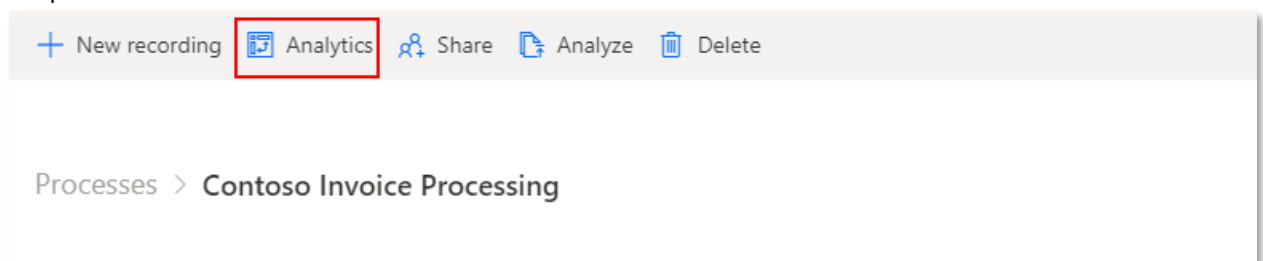 New recording Analytics Share Analyze Delete
Processes > Contoso Invoice Processing